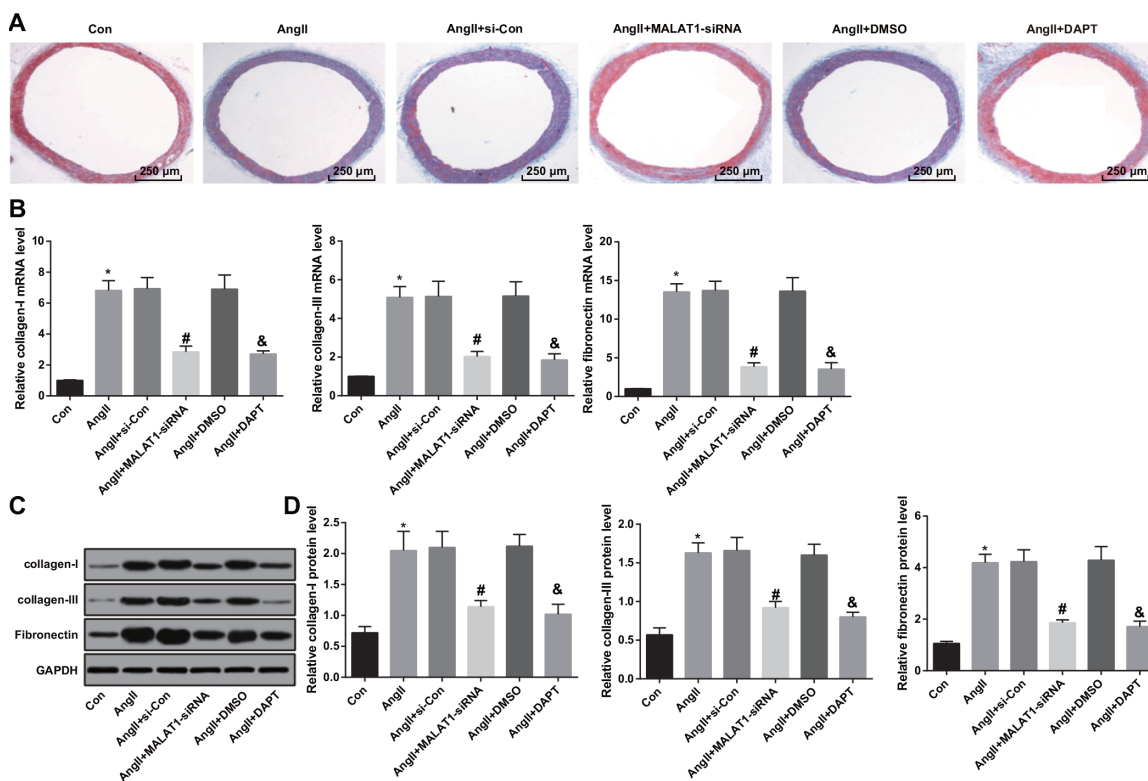 A
Con
AngII
AngII+si-Con
AngII+MALAT1-siRNA
AngII+DMSO
AngII+DAPT
250 μm
250 μm
250 μm
250 μm
250 μm
250 μm
B
Relative collagen-I mRNA level
8
6
4
2
0
*
#
&
Con
AngII
AngII+si-Con
AngII+MALAT1-siRNA
AngII+DMSO
AngII+DAPT
Relative collagen-III mRNA level
8
6
4
2
0
*
#
&
Con
AngII
AngII+si-Con
AngII+MALAT1-siRNA
AngII+DMSO
AngII+DAPT
Relative fibronectin mRNA level
20
15
10
5
0
*
#
&
Con
AngII
AngII+si-Con
AngII+MALAT1-siRNA
AngII+DMSO
AngII+DAPT
C
collagen-I
collagen-III
Fibronectin
GAPDH
Con
AngII
AngII+si-Con
AngII+MALAT1-siRNA
AngII+DMSO
AngII+DAPT
D
Relative collagen-I protein level
2.5
2.0
1.5
1.0
0.5
0.0
*
#
&
Con
AngII
AngII+si-Con
AngII+MALAT1-siRNA
AngII+DMSO
AngII+DAPT
Relative collagen-III protein level
2.0
1.5
1.0
0.5
0.0
*
#
&
Con
AngII
AngII+si-Con
AngII+MALAT1-siRNA
AngII+DMSO
AngII+DAPT
Relative fibronectin protein level
6
4
2
0
*
#
&
Con
AngII
AngII+si-Con
AngII+MALAT1-siRNA
AngII+DMSO
AngII+DAPT